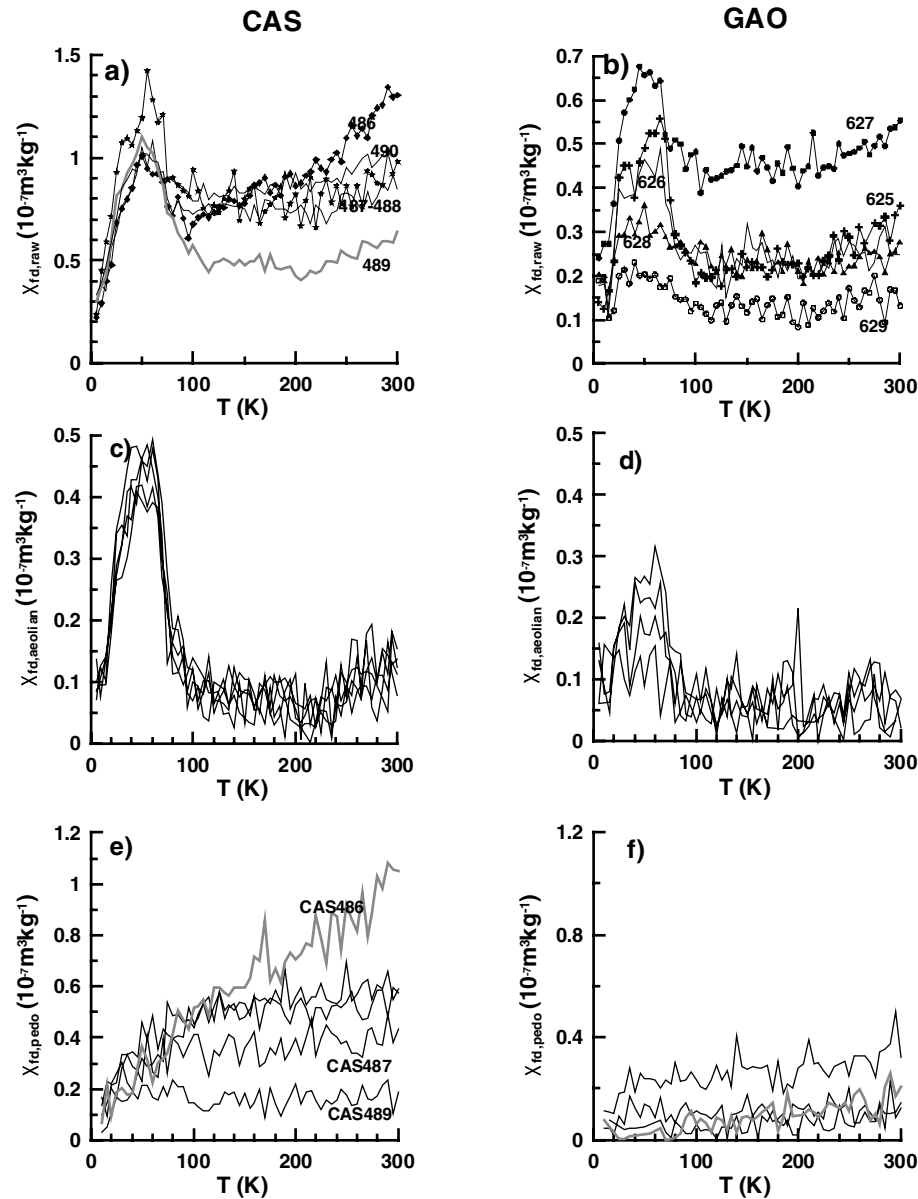 CAS
GAO
a)
χfd,raw (10-7m3kg-1)
1.5
1
0.5
0
486
490
487-488
489
0 100 200 300
T (K)
b)
χfd,raw (10-7m3kg-1)
0.7
0.6
0.5
0.4
0.3
0.2
0.1
0
627
626
625
628
629
0 100 200 300
T (K)
c)
χfd,aeolian (10-7m3kg-1)
0.5
0.4
0.3
0.2
0.1
0
0 100 200 300
T (K)
d)
χfd,aeolian (10-7m3kg-1)
0.5
0.4
0.3
0.2
0.1
0
0 100 200 300
T (K)
e)
χfd,pedo (10-7m3kg-1)
1.2
1
0.8
0.6
0.4
0.2
0
CAS486
CAS487
CAS489
0 100 200 300
T (K)
f)
χfd,pedo (10-7m3kg-1)
1.2
0.8
0.4
0
0 100 200 300
T (K)